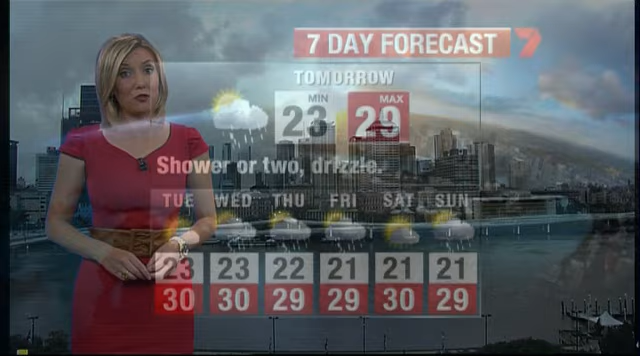 7 DAY FORECAST 7
TOMORROW
MIN MAX
23 29
Shower or two, drizzle.
TUE WED THU FRI SAT SUN
23 23 22 21 21 21
30 30 29 29 30 29